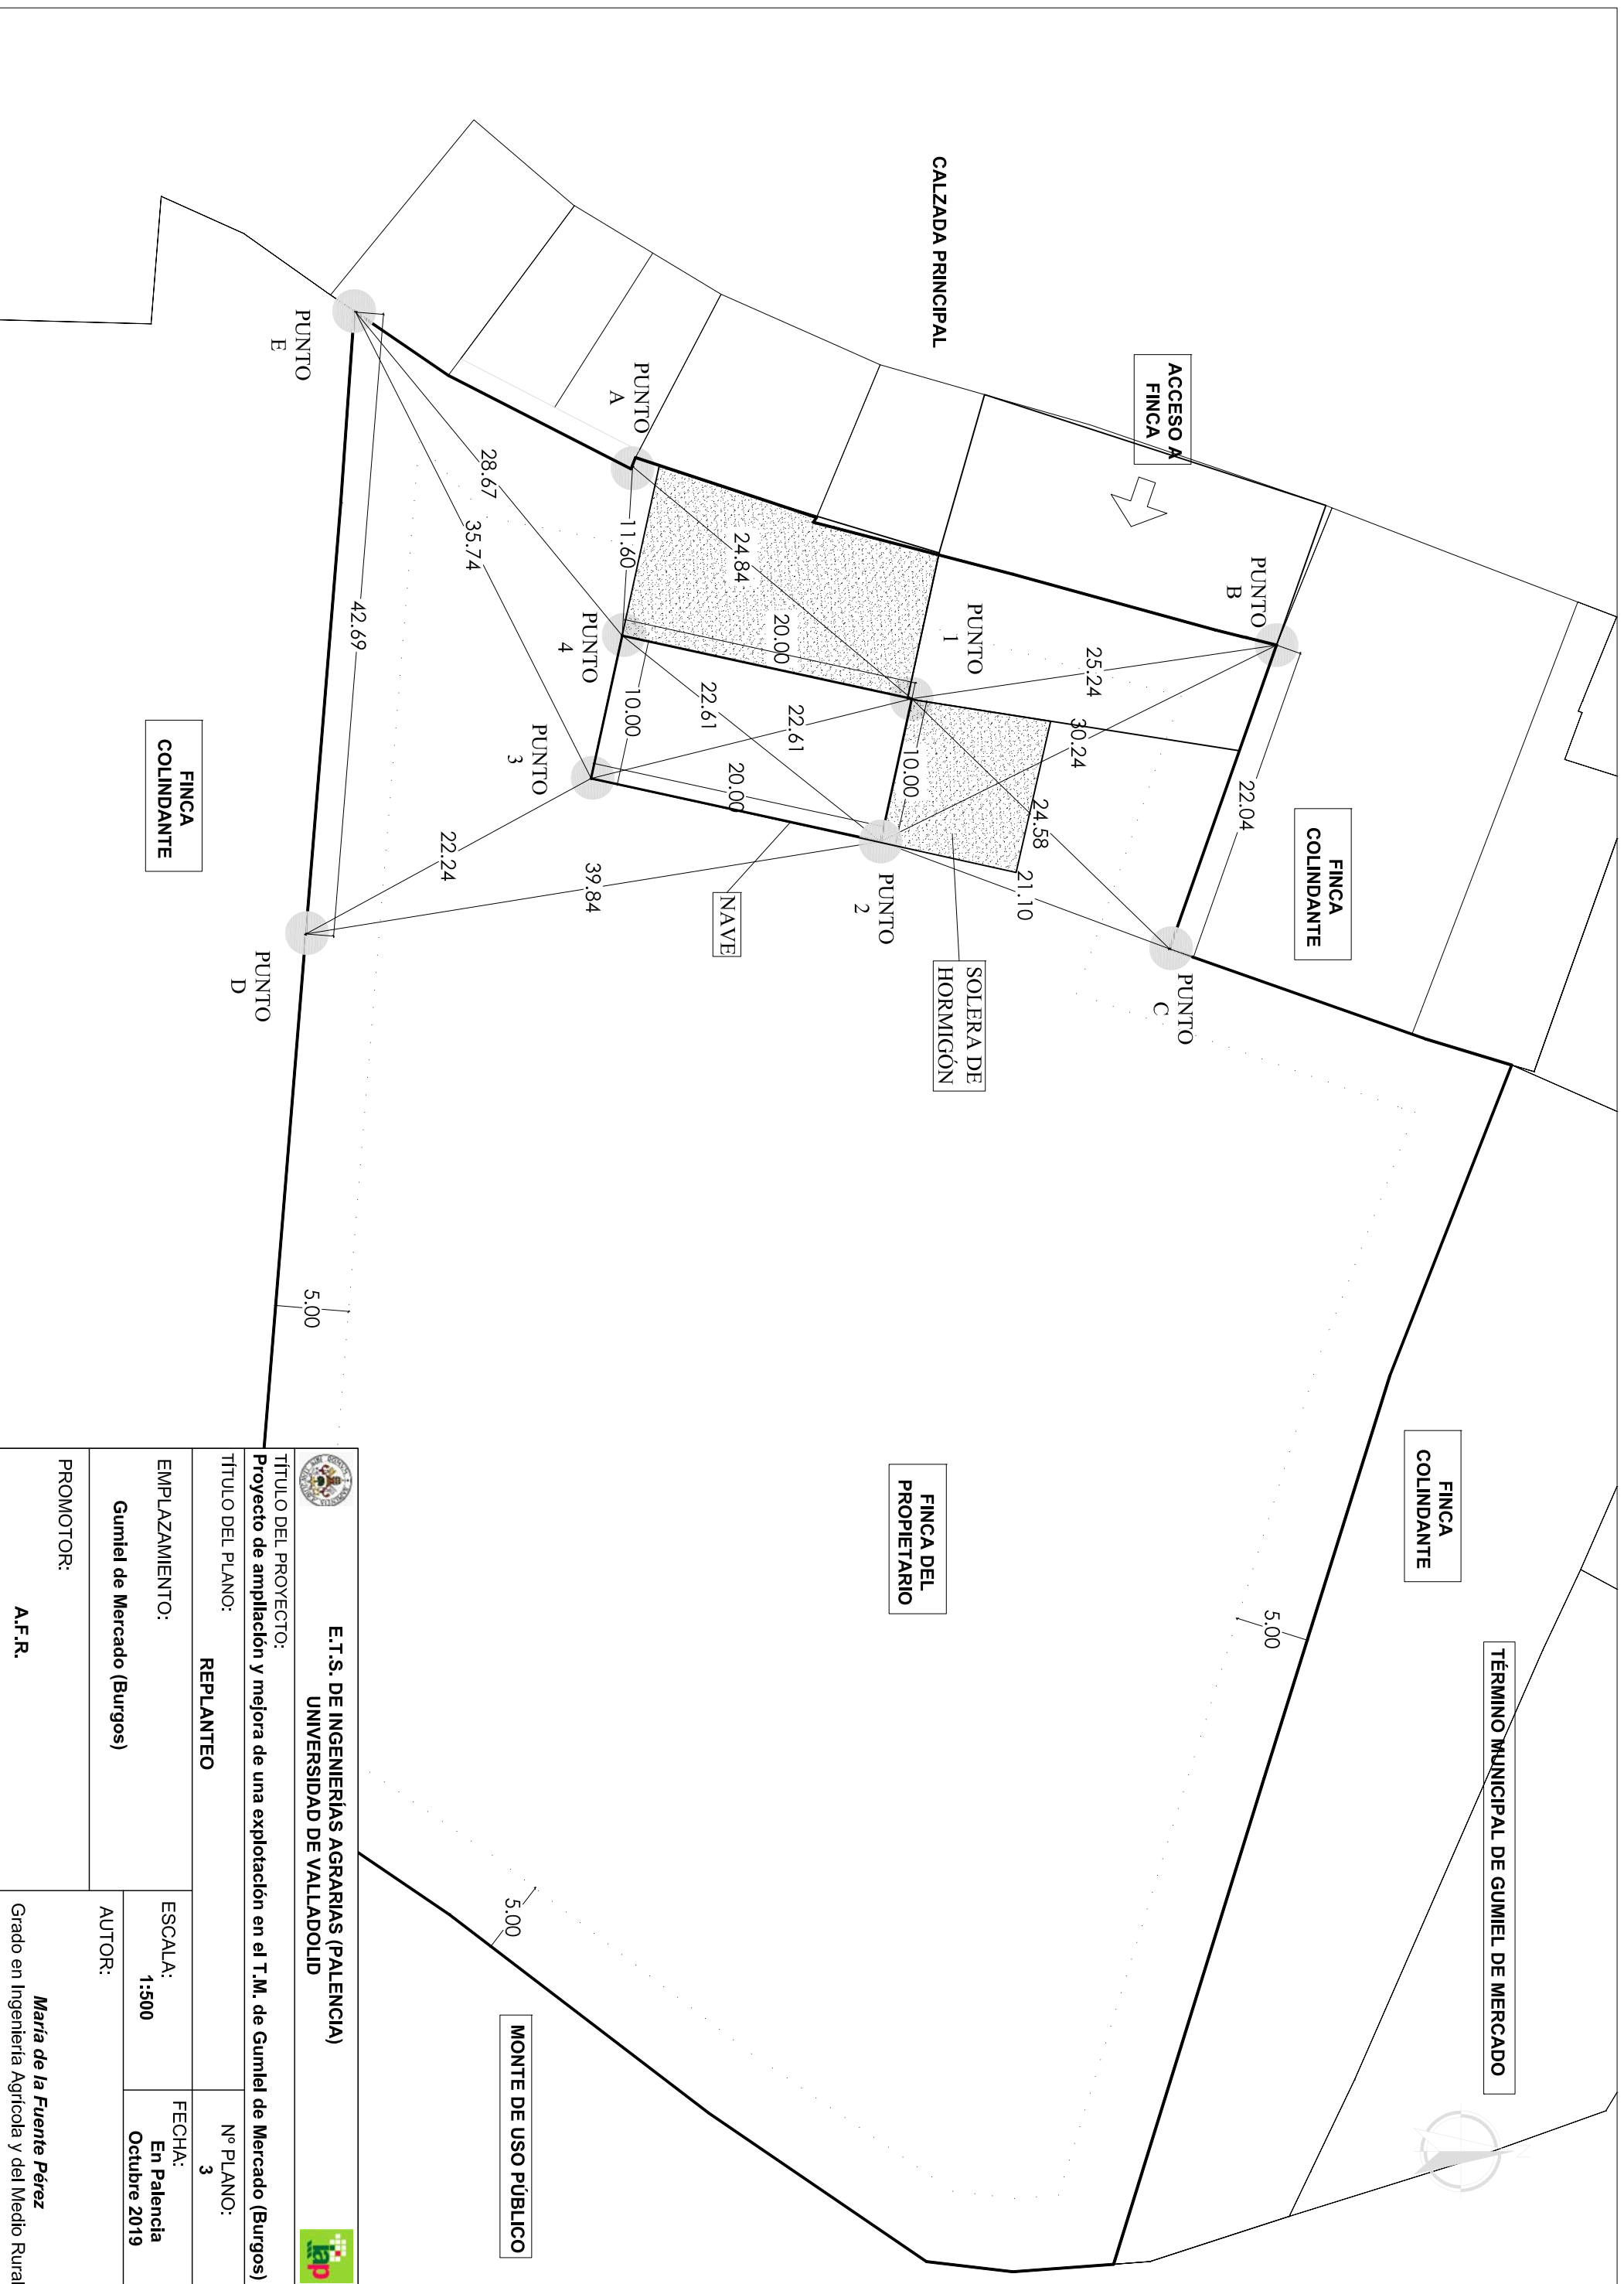 TÉRMINO MUNICIPAL DE GUMIEL DE MERCADO
FINCA
COLINDANTE
FINCA
COLINDANTE
ACCESO A
FINCA
CALZADA PRINCIPAL
PUNTO
B
PUNTO
C
22.04
25.24
30.24
24.58
21.10
PUNTO
1
PUNTO
2
10.00
SOLERA DE
HORMIGÓN
FINCA DEL
PROPIETARIO
5.00
20.00
24.84
22.61
22.61
20.00
NAVE
PUNTO
A
11.60
10.00
PUNTO
4
PUNTO
3
28.67
35.74
39.84
22.24
42.69
PUNTO
E
PUNTO
D
5.00
5.00
MONTE DE USO PÚBLICO
FINCA
COLINDANTE
E.T.S. DE INGENIERÍAS AGRARIAS (PALENCIA)
UNIVERSIDAD DE VALLADOLID
iap
TÍTULO DEL PROYECTO:
Proyecto de ampliación y mejora de una explotación en el T.M. de Gumiel de Mercado (Burgos)
TÍTULO DEL PLANO:
REPLANTEO
Nº PLANO:
3
EMPLAZAMIENTO:
Gumiel de Mercado (Burgos)
ESCALA:
1:500
FECHA:
En Palencia
Octubre 2019
PROMOTOR:
A.F.R.
AUTOR:
María de la Fuente Pérez
Grado en Ingeniería Agrícola y del Medio Rural